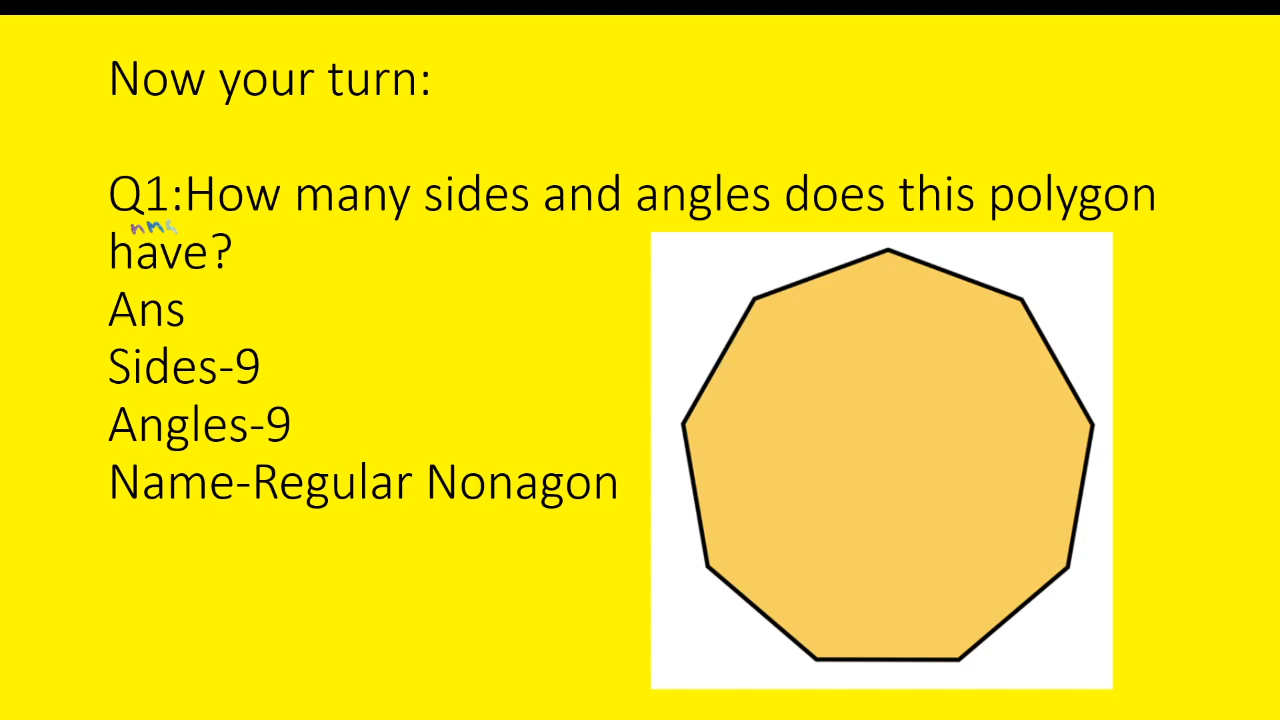 Now your turn:
Q1:How many sides and angles does this polygon
have?
Ans
Sides-9
Angles-9
Name-Regular Nonagon